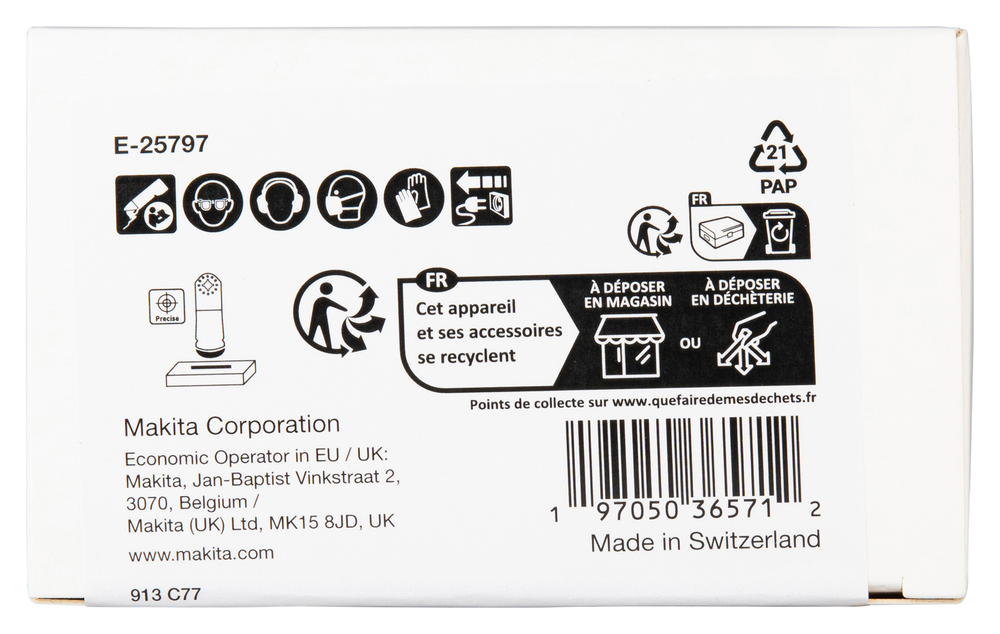 E-25797
21
PAP
FR
Precise
FR
Cet appareil
et ses accessoires
se recyclent
À DÉPOSER
EN MAGASIN
OU
À DÉPOSER
EN DÉCHÈTERIE
Points de collecte sur www.quefairedemesdechets.fr
Makita Corporation
Economic Operator in EU / UK:
Makita, Jan-Baptist Vinkstraat 2,
3070, Belgium /
Makita (UK) Ltd, MK15 8JD, UK
www.makita.com
913 C77
1 97050 36571 2
Made in Switzerland